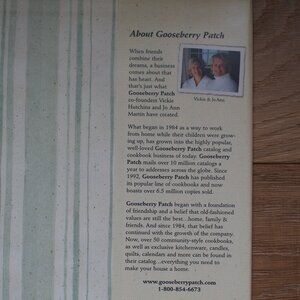 About Gooseberry Patch
When friends
combine their
dreams, a business
comes about that
has heart. And
that's just what
Gooseberry Patch
co-founders Vickie
Hutchins and Jo Ann
Martin have created.
Vickie & Jo Ann
What began in 1984 as a way to work
from home while their children were grow-
ing up, has grown into the highly popular,
well-loved Gooseberry Patch catalog and
cookbook business of today. Gooseberry
Patch mails over 10 million catalogs a
year to addresses across the globe. Since
1992, Gooseberry Patch has published
its popular line of cookbooks and now
boasts over 6.5 million copies sold.
Gooseberry Patch began with a foundation
of friendship and a belief that old-fashioned
values are still the best...home, family &
friends. And since 1984, that belief has
continued with the growth of the company.
Now, over 50 community-style cookbooks,
as well as exclusive kitchenware, candles,
quilts, calendars and more can be found in
their catalog...everything you need to
make your house a home.
www.gooseberrypatch.com
1-800-854-6673